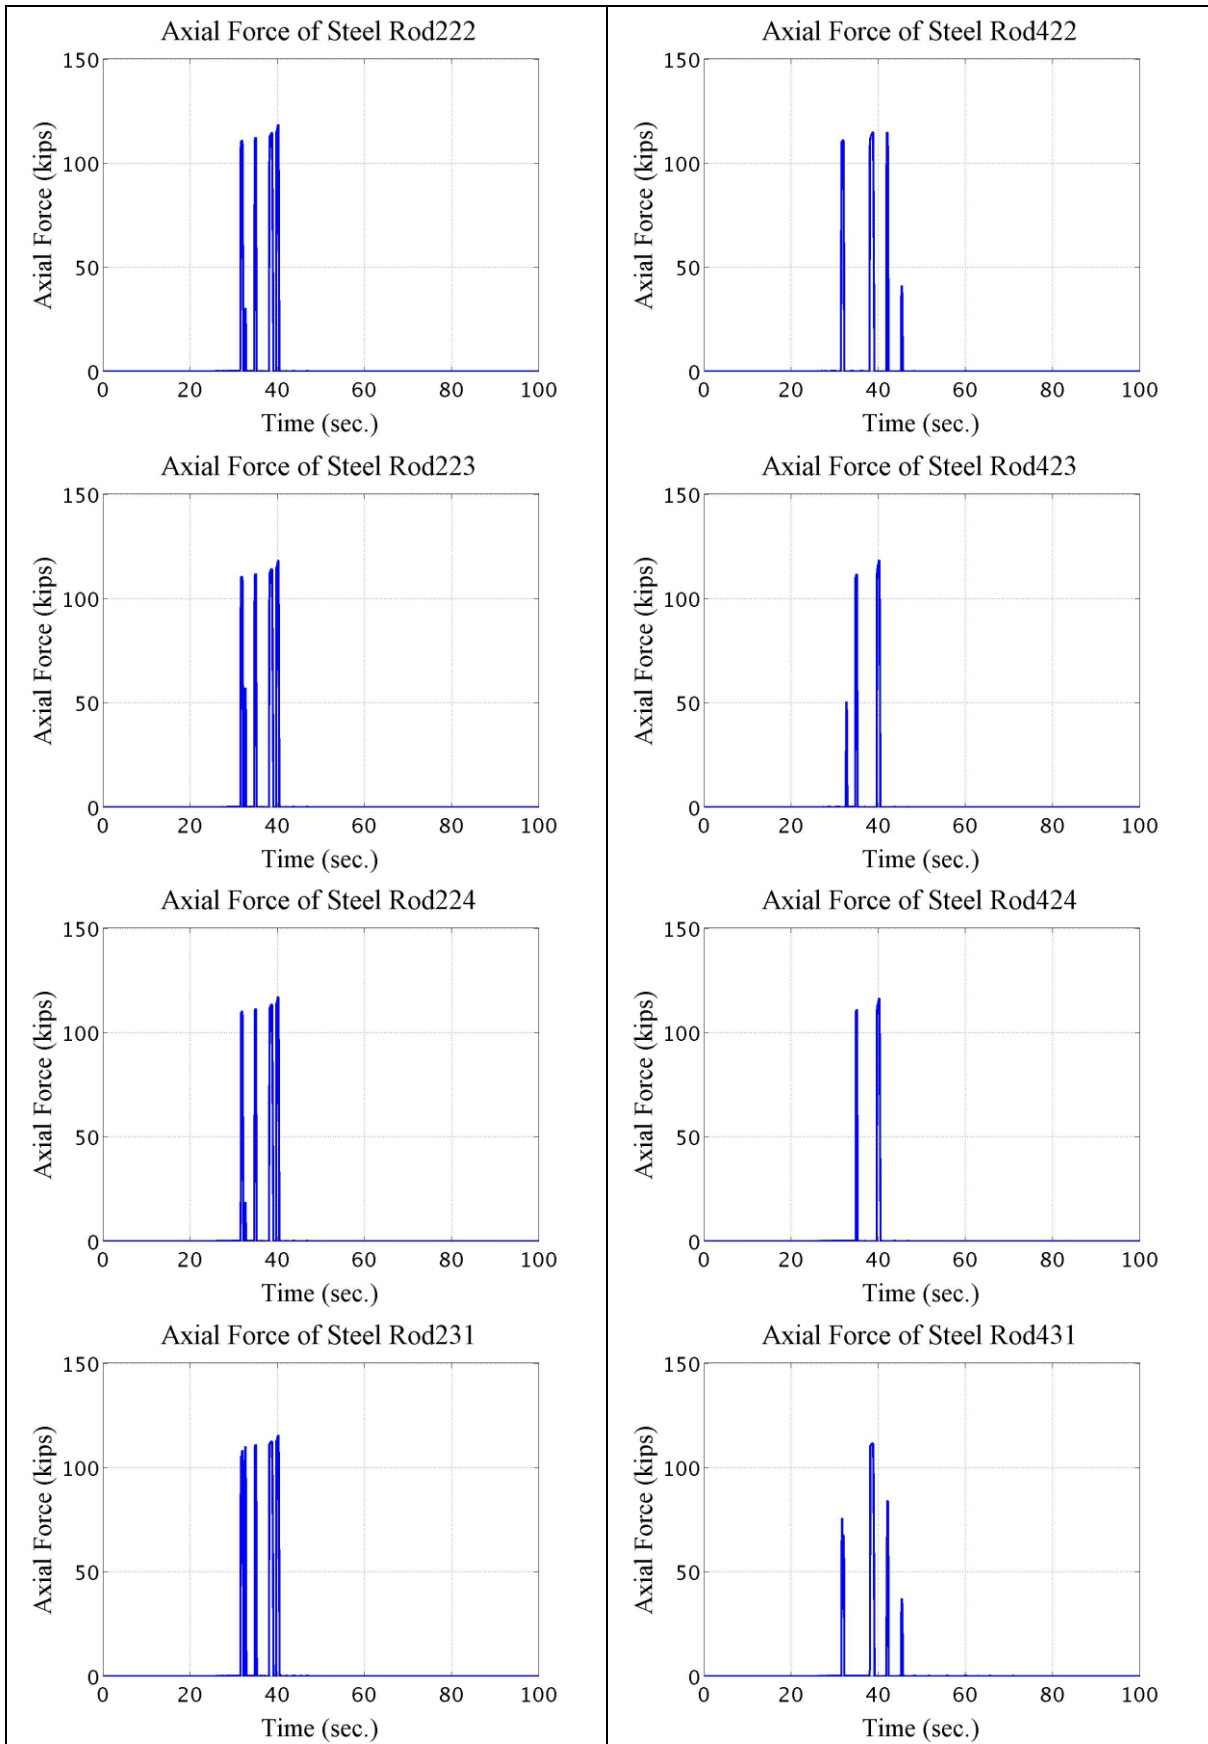 Axial Force of Steel Rod222
150
100
50
0
0 20 40 60 80 100
Axial Force (kips)
Time (sec.)
Axial Force of Steel Rod422
150
100
50
0
0 20 40 60 80 100
Axial Force (kips)
Time (sec.)
Axial Force of Steel Rod223
150
100
50
0
0 20 40 60 80 100
Axial Force (kips)
Time (sec.)
Axial Force of Steel Rod423
150
100
50
0
0 20 40 60 80 100
Axial Force (kips)
Time (sec.)
Axial Force of Steel Rod224
150
100
50
0
0 20 40 60 80 100
Axial Force (kips)
Time (sec.)
Axial Force of Steel Rod424
150
100
50
0
0 20 40 60 80 100
Axial Force (kips)
Time (sec.)
Axial Force of Steel Rod231
150
100
50
0
0 20 40 60 80 100
Axial Force (kips)
Time (sec.)
Axial Force of Steel Rod431
150
100
50
0
0 20 40 60 80 100
Axial Force (kips)
Time (sec.)